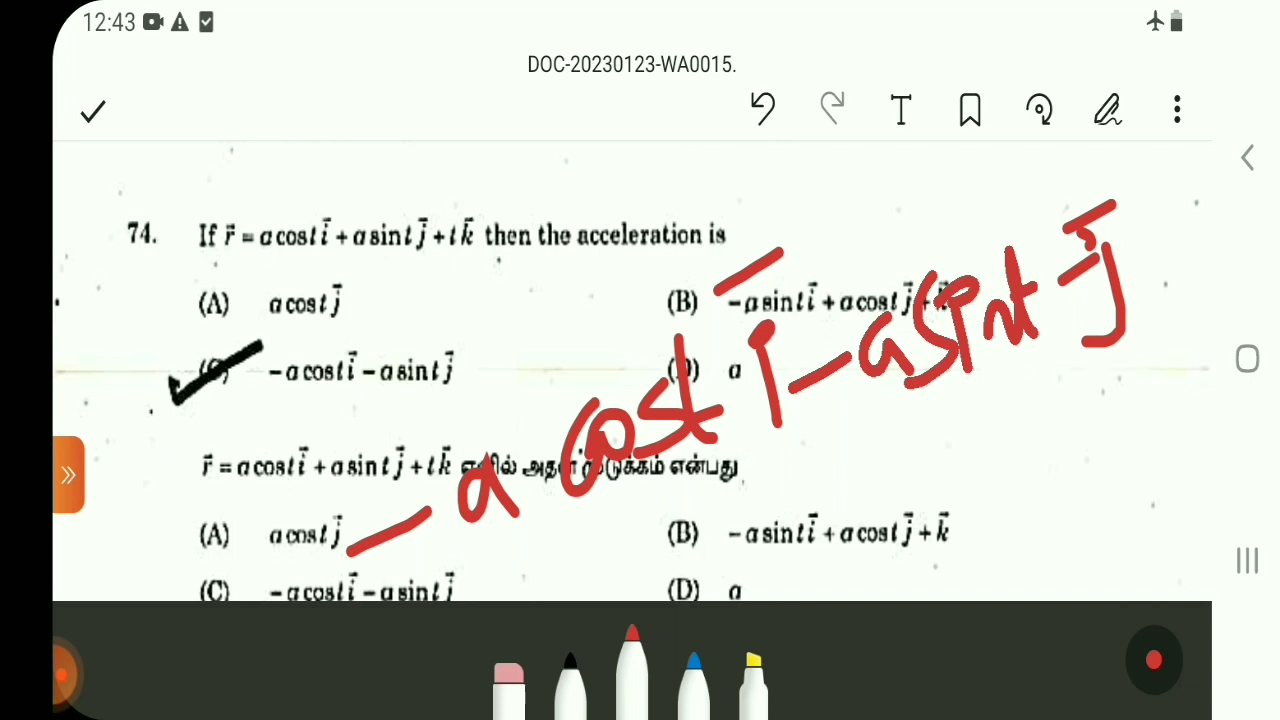 12:43
DOC-20230123-WA0015.
74. If r⃗ = a cos t i⃗ + a sin t j⃗ + t k⃗ then the acceleration is
(A) a cos t j⃗ (B) -a sin t i⃗ + a cos t j⃗ + k⃗
(C) -a cos t i⃗ - a sin t j⃗ (D) a
- a cost i - a sint j
r⃗ = a cos t i⃗ + a sin t j⃗ + t k⃗ எனில் அதன் முடுக்கம் என்பது
(A) a cos t j⃗ (B) -a sin t i⃗ + a cos t j⃗ + k⃗
(C) -a cos t i⃗ - a sin t j⃗ (D) a